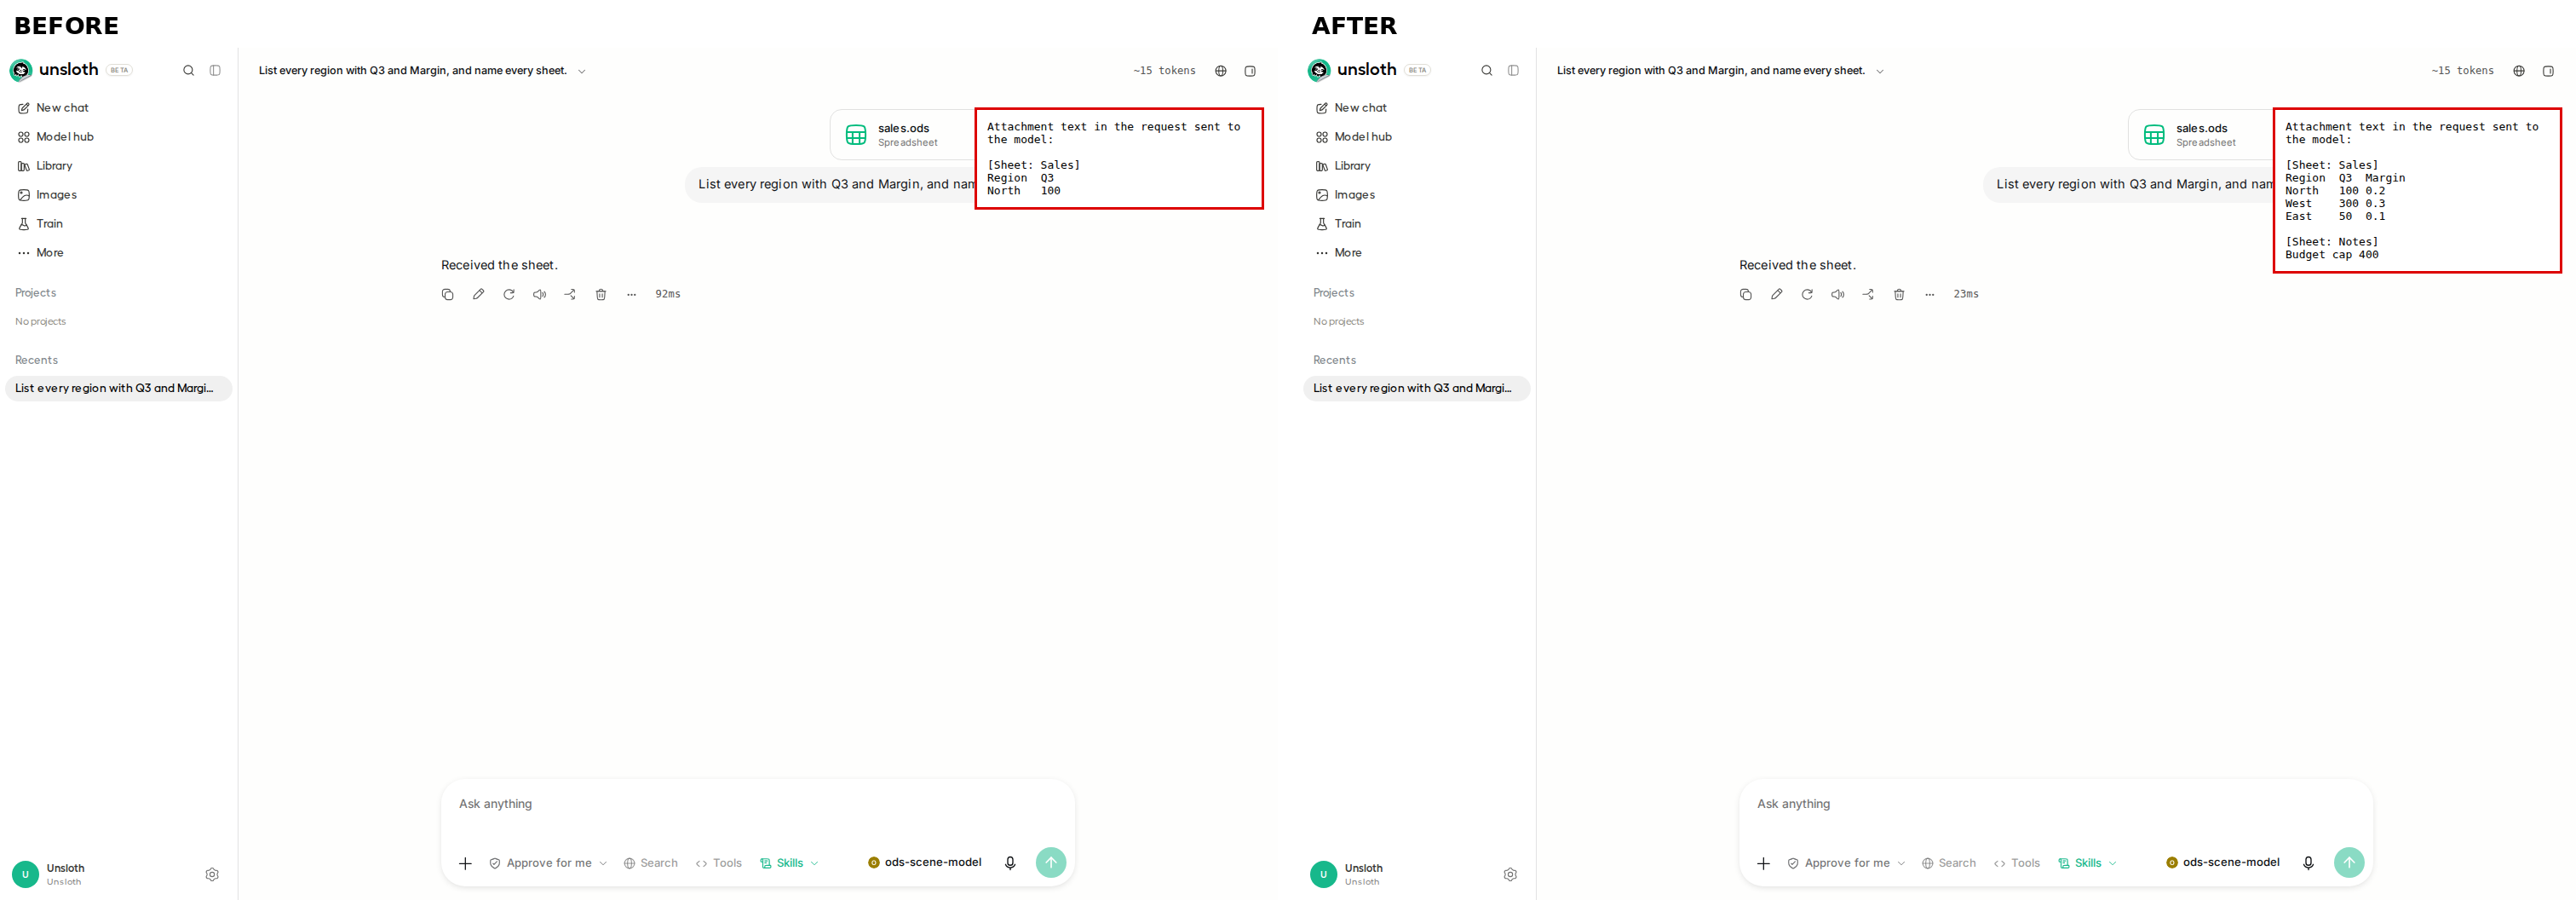 BEFORE
unsloth BETA
New chat
Model hub
Library
Images
Train
More
Projects
No projects
Recents
List every region with Q3 and Margi...
Unsloth
Unsloth
List every region with Q3 and Margin, and name every sheet.
~15 tokens
sales.ods
Spreadsheet
List every region with Q3 and Margin, and nam
Attachment text in the request sent to
the model:
[Sheet: Sales]
Region Q3
North 100
Received the sheet.
92ms
Ask anything
Approve for me Search Tools Skills ods-scene-model
U
AFTER
unsloth BETA
New chat
Model hub
Library
Images
Train
More
Projects
No projects
Recents
List every region with Q3 and Margi...
Unsloth
Unsloth
List every region with Q3 and Margin, and name every sheet.
~15 tokens
sales.ods
Spreadsheet
List every region with Q3 and Margin, and nam
Attachment text in the request sent to
the model:
[Sheet: Sales]
Region Q3 Margin
North 100 0.2
West 300 0.3
East 50 0.1
[Sheet: Notes]
Budget cap 400
Received the sheet.
23ms
Ask anything
Approve for me Search Tools Skills ods-scene-model
U